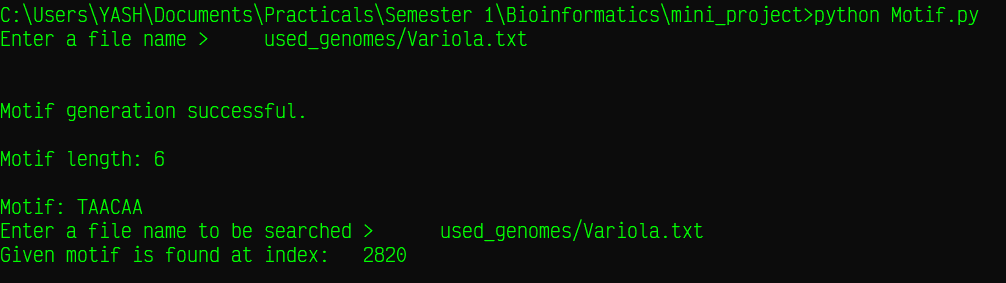 C:\Users\YASH\Documents\Practicals\Semester 1\Bioinformatics\mini_project>python Motif.py
Enter a file name >     used_genomes/Variola.txt
Motif generation successful.
Motif length: 6
Motif: TAACAA
Enter a file name to be searched >      used_genomes/Variola.txt
Given motif is found at index:   2820